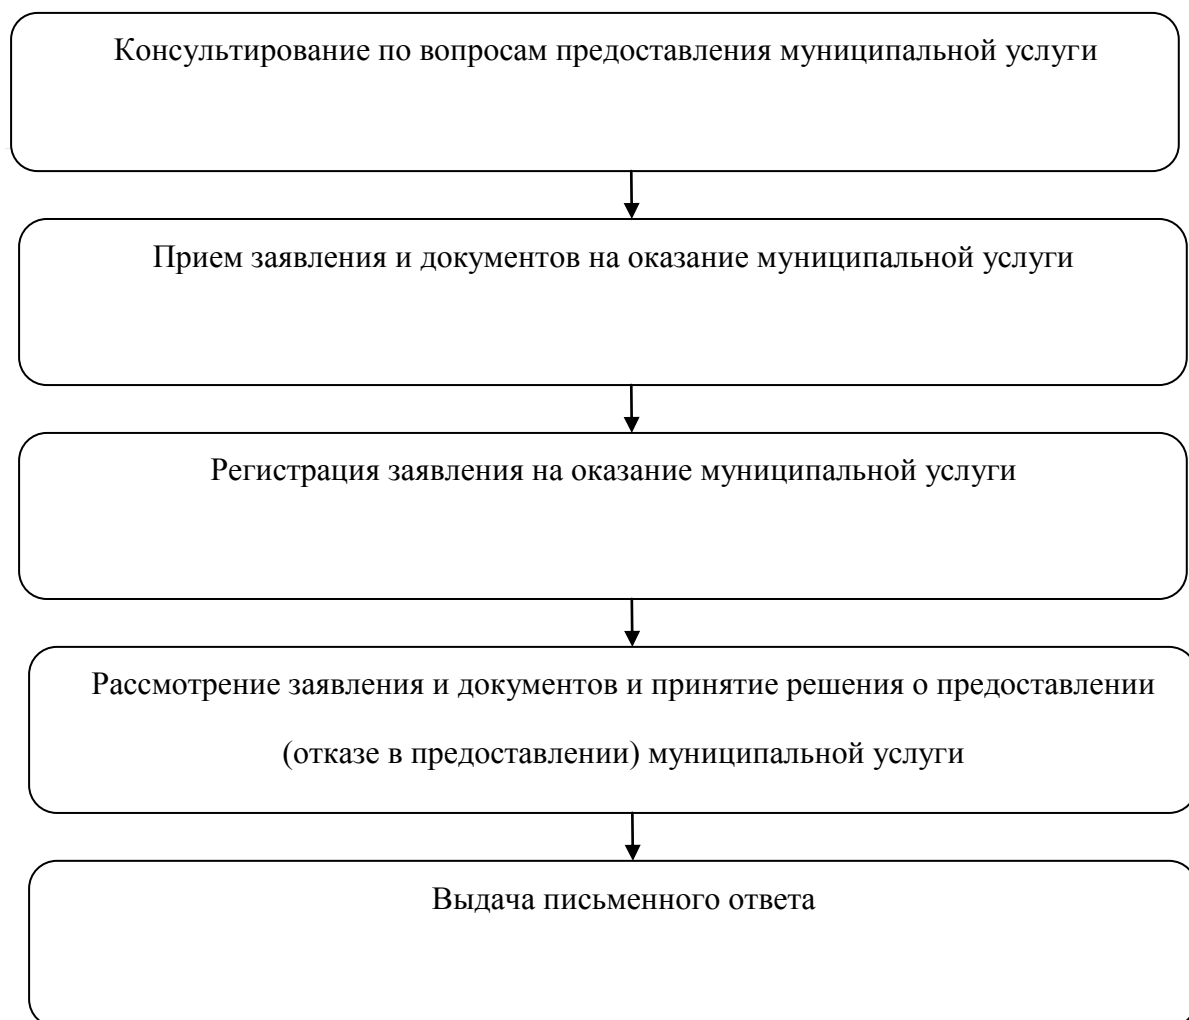 Консультирование по вопросам предоставления муниципальной услуги
Прием заявления и документов на оказание муниципальной услуги
Регистрация заявления на оказание муниципальной услуги
Рассмотрение заявления и документов и принятие решения о предоставлении
(отказе в предоставлении) муниципальной услуги
Выдача письменного ответа